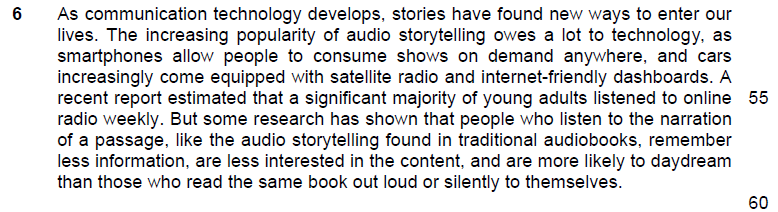 6 As communication technology develops, stories have found new ways to enter our
lives. The increasing popularity of audio storytelling owes a lot to technology, as
smartphones allow people to consume shows on demand anywhere, and cars
increasingly come equipped with satellite radio and internet-friendly dashboards. A
recent report estimated that a significant majority of young adults listened to online 55
radio weekly. But some research has shown that people who listen to the narration
of a passage, like the audio storytelling found in traditional audiobooks, remember
less information, are less interested in the content, and are more likely to daydream
than those who read the same book out loud or silently to themselves.
60